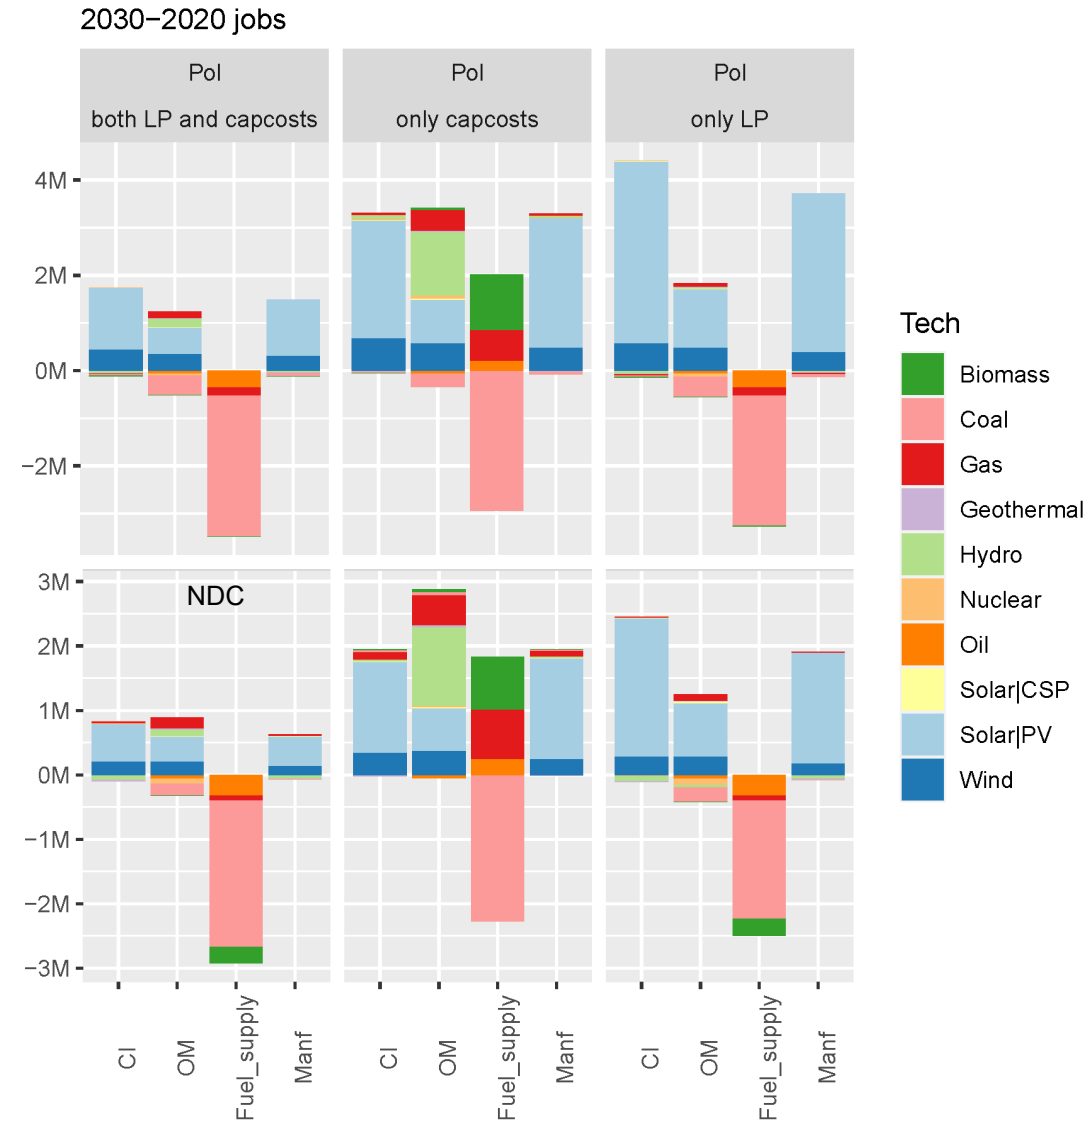 2030−2020 jobs
Pol
both LP and capcosts
Pol
only capcosts
Pol
only LP
4M
2M
0M
−2M
NDC
3M
2M
1M
0M
−1M
−2M
−3M
CI
OM
Fuel_supply
Manf
CI
OM
Fuel_supply
Manf
CI
OM
Fuel_supply
Manf
Tech
Biomass
Coal
Gas
Geothermal
Hydro
Nuclear
Oil
Solar|CSP
Solar|PV
Wind